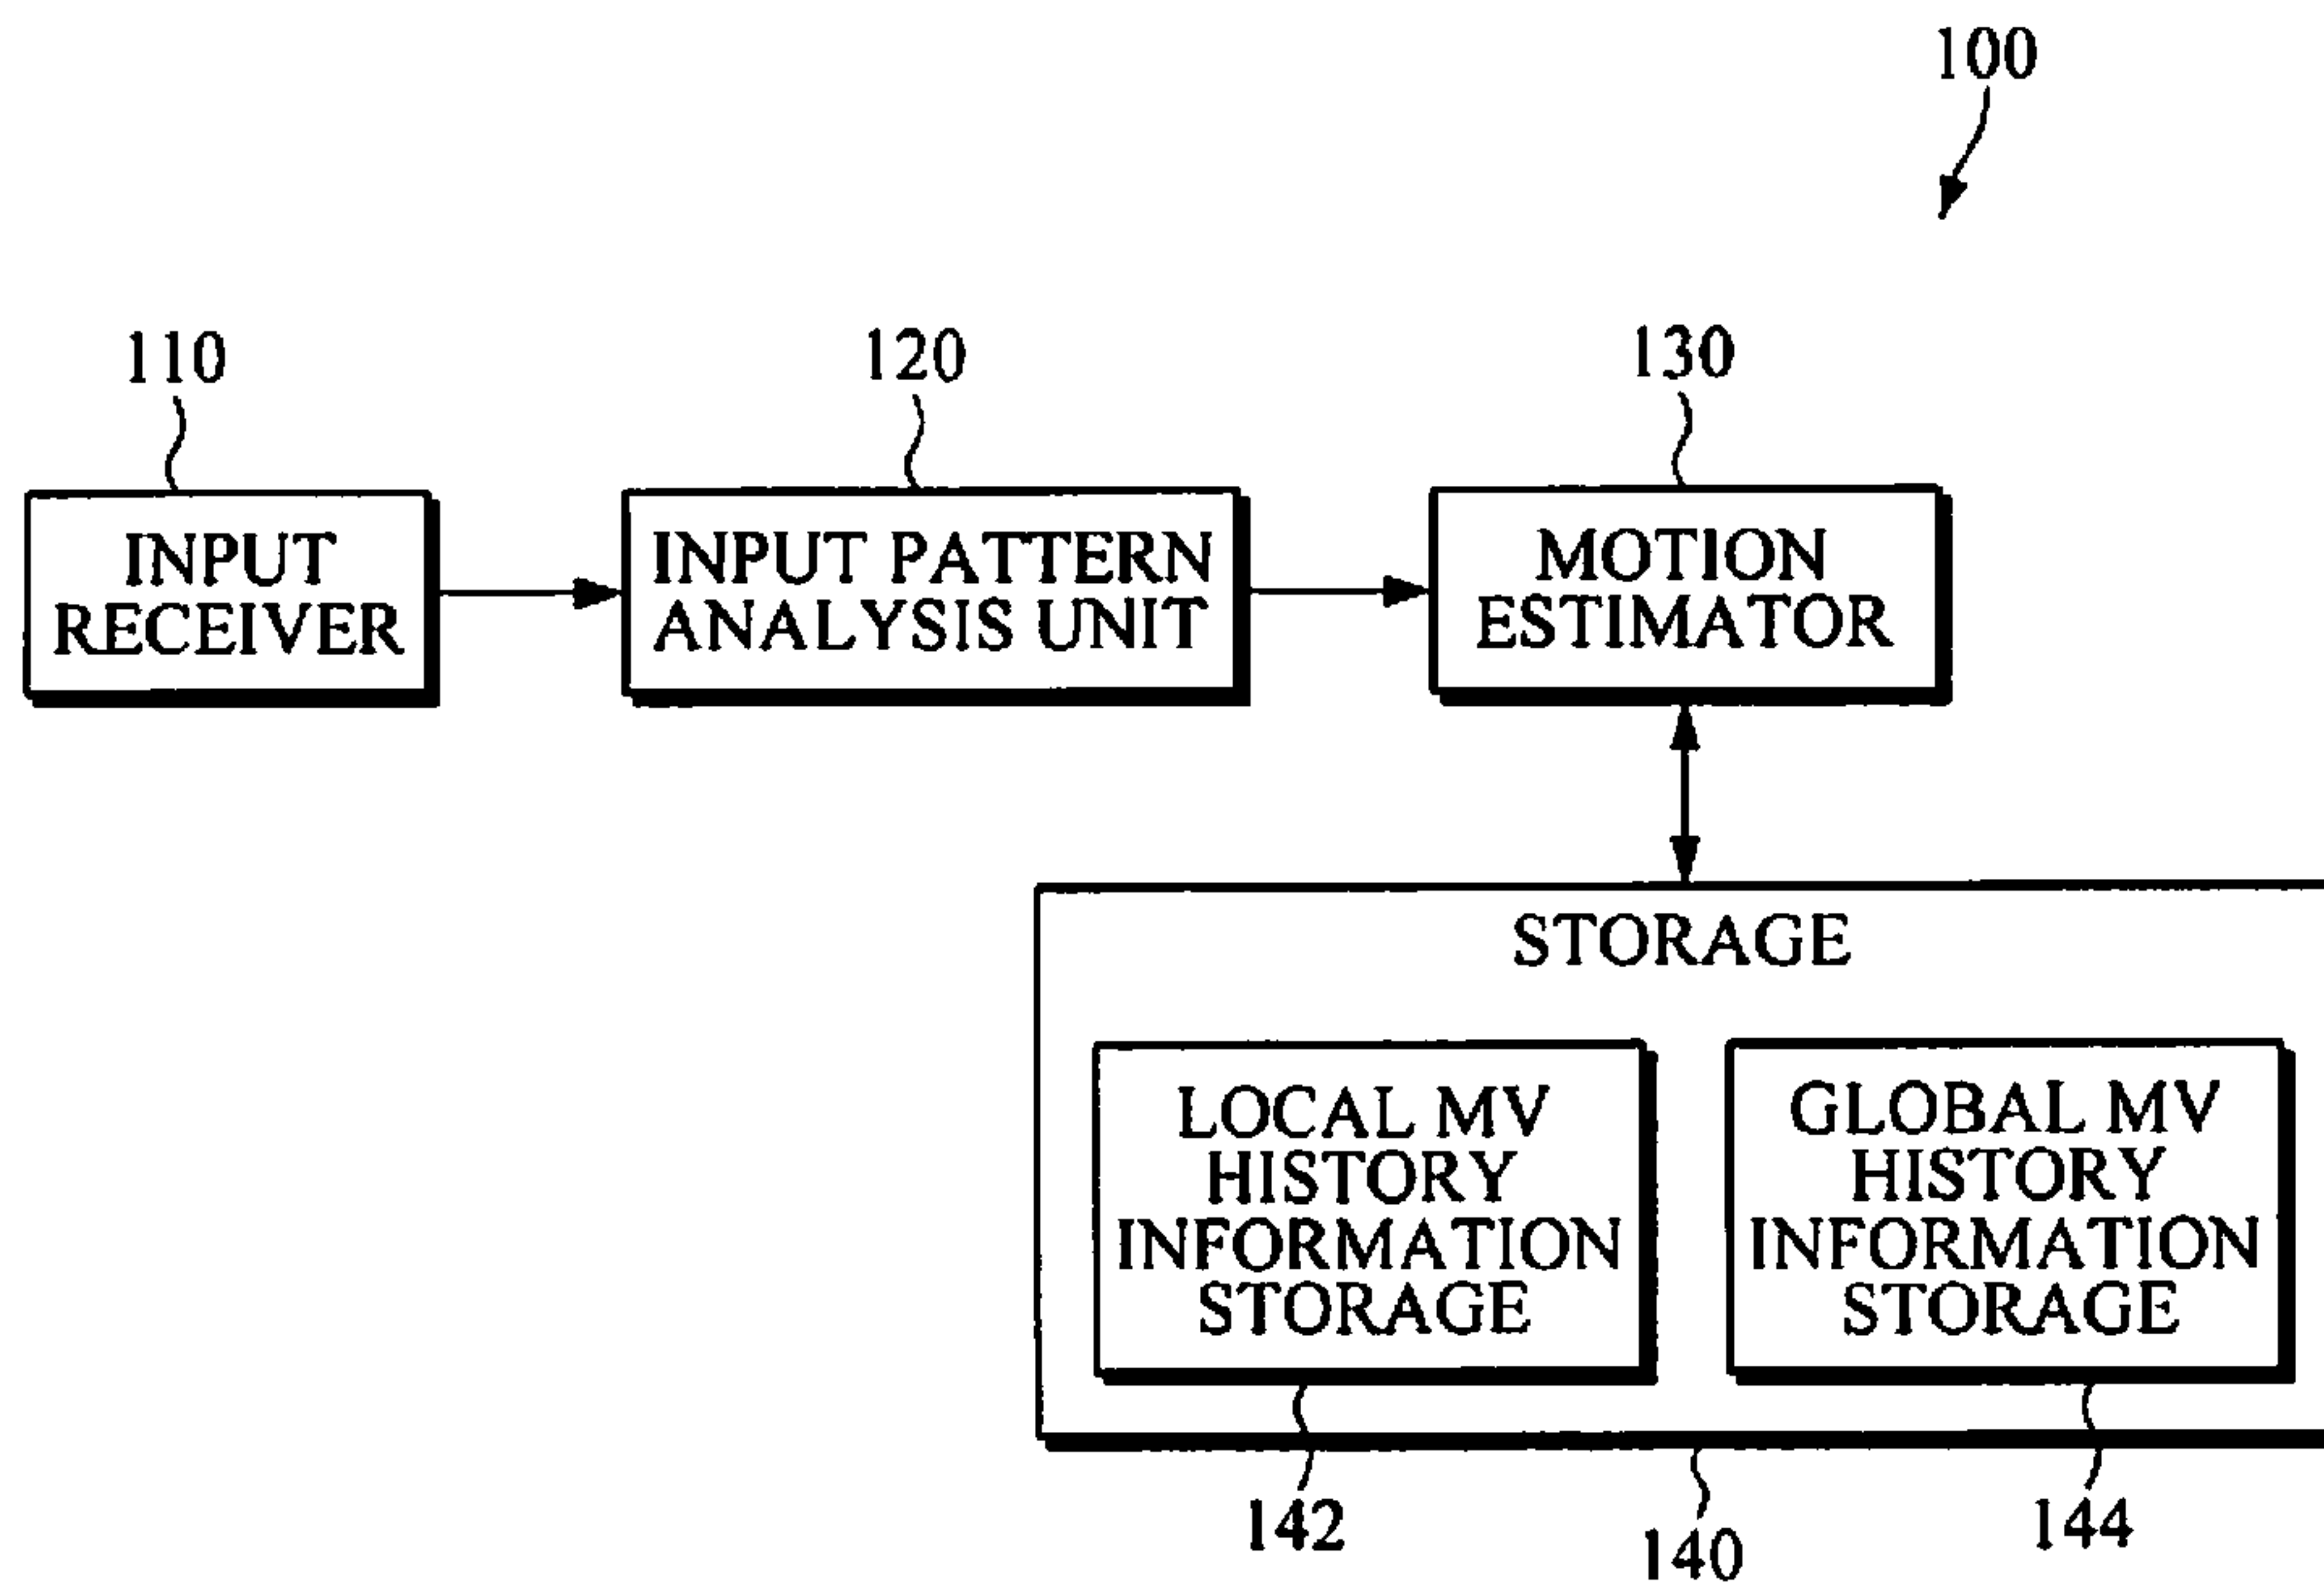 100
110
120
130
INPUT
RECEIVER
INPUT PATTERN
ANALYSIS UNIT
MOTION
ESTIMATOR
STORAGE
LOCAL MV
HISTORY
INFORMATION
STORAGE
GLOBAL MV
HISTORY
INFORMATION
STORAGE
142
140
144